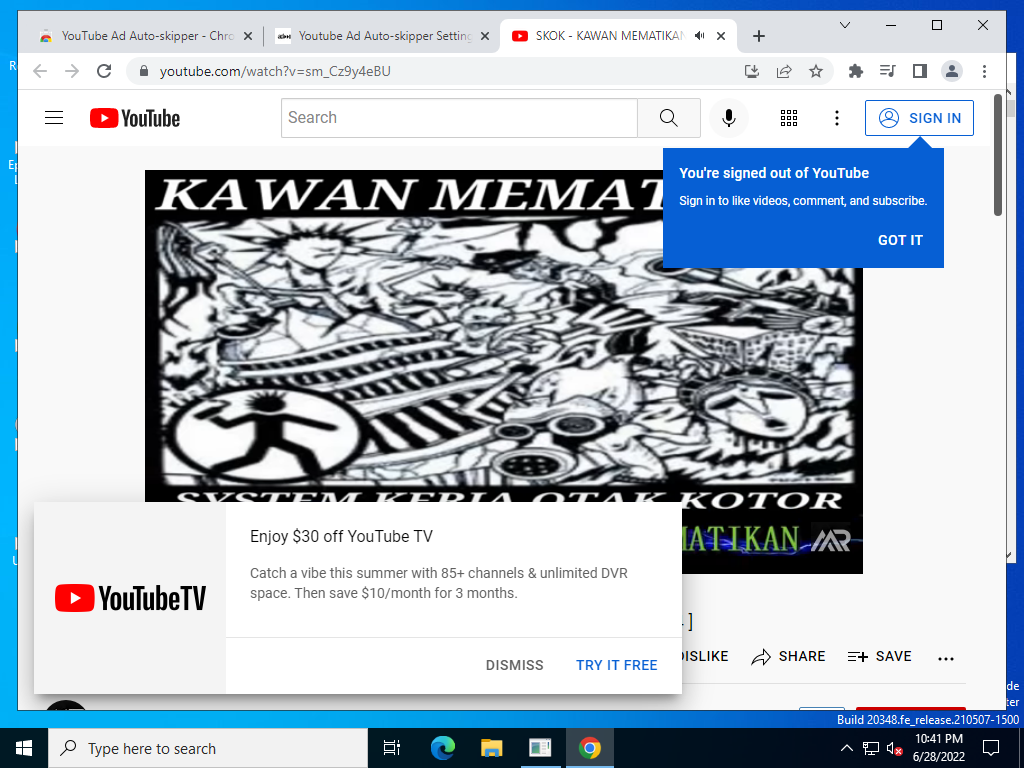 YouTube Ad Auto-skipper - Chro
Youtube Ad Auto-skipper Setting
SKOK - KAWAN MEMATIKAN
youtube.com/watch?v=sm_Cz9y4eBU
YouTube
Search
SIGN IN
You're signed out of YouTube
Sign in to like videos, comment, and subscribe.
GOT IT
KAWAN MEMAT
SYSTEM KERJA OTAK KOTOR
MATIKAN
Enjoy $30 off YouTube TV
Catch a vibe this summer with 85+ channels & unlimited DVR
space. Then save $10/month for 3 months.
YouTubeTV
DISMISS
TRY IT FREE
]
DISLIKE
SHARE
SAVE
Build 20348.fe_release.210507-1500
Type here to search
10:41 PM
6/28/2022